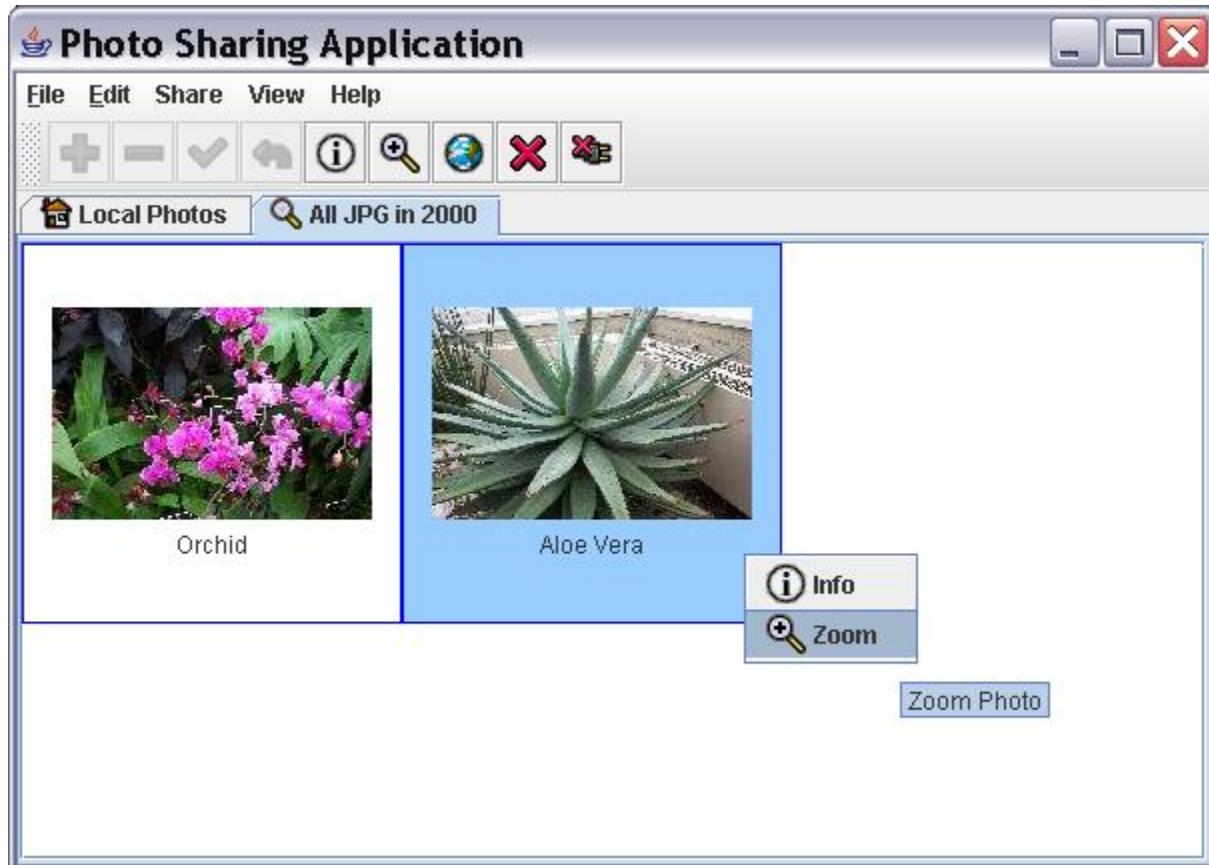 Photo Sharing Application
File Edit Share View Help
Local Photos All JPG in 2000
Orchid Aloe Vera
Info
Zoom
Zoom Photo